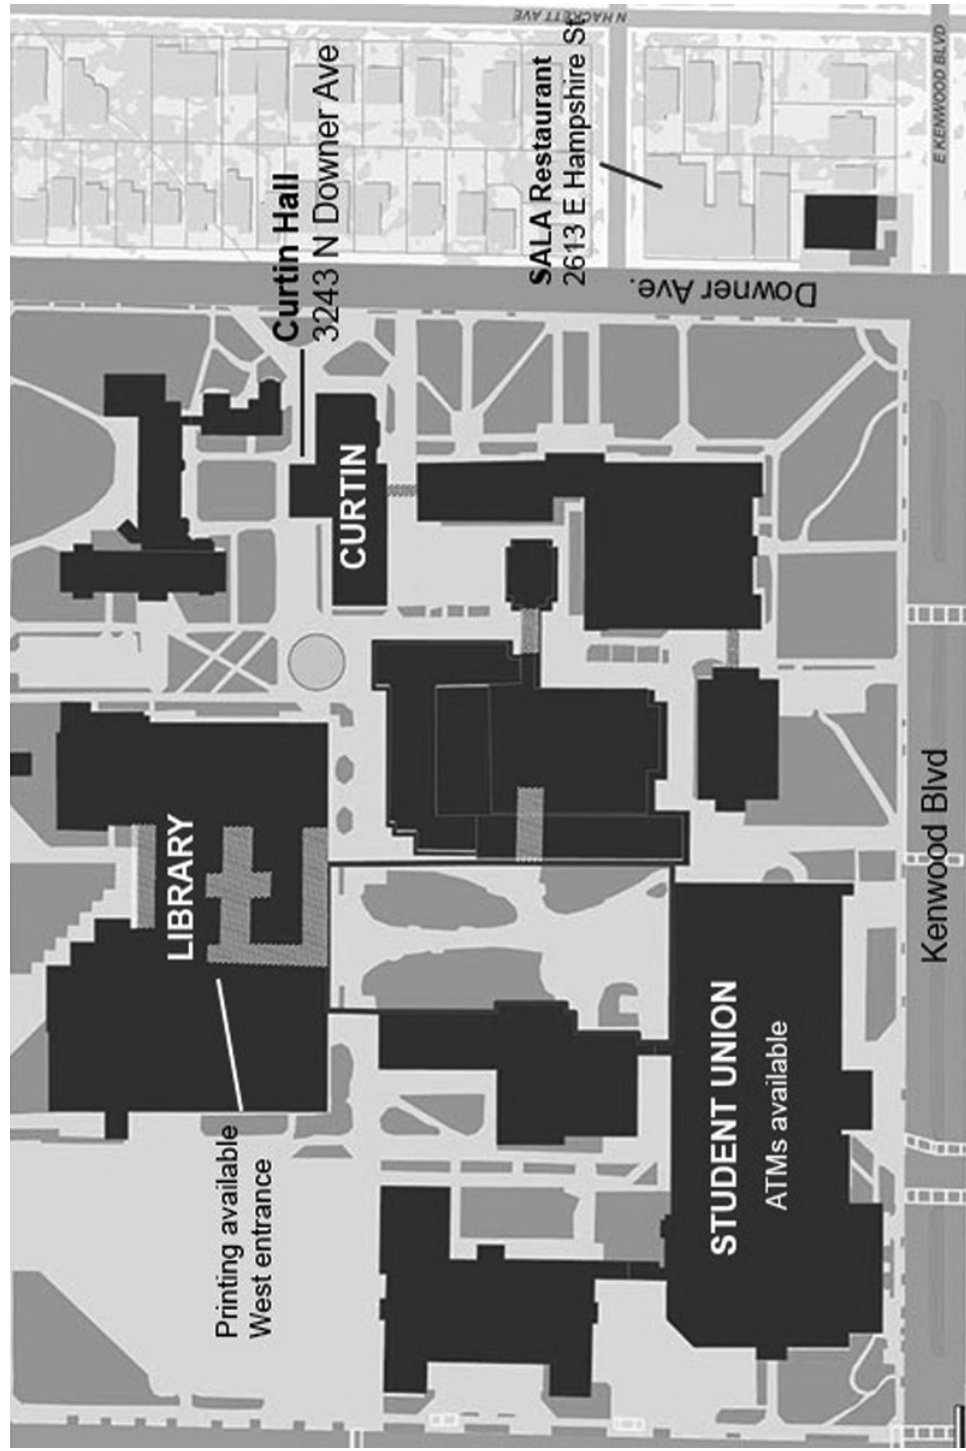 N HACKETT AVE
E KENWOOD BLVD
SALA Restaurant
2613 E Hampshire St
Curtin Hall
3243 N Downer Ave
Downer Ave.
CURTIN
LIBRARY
Printing available
West entrance
STUDENT UNION
ATMs available
Kenwood Blvd